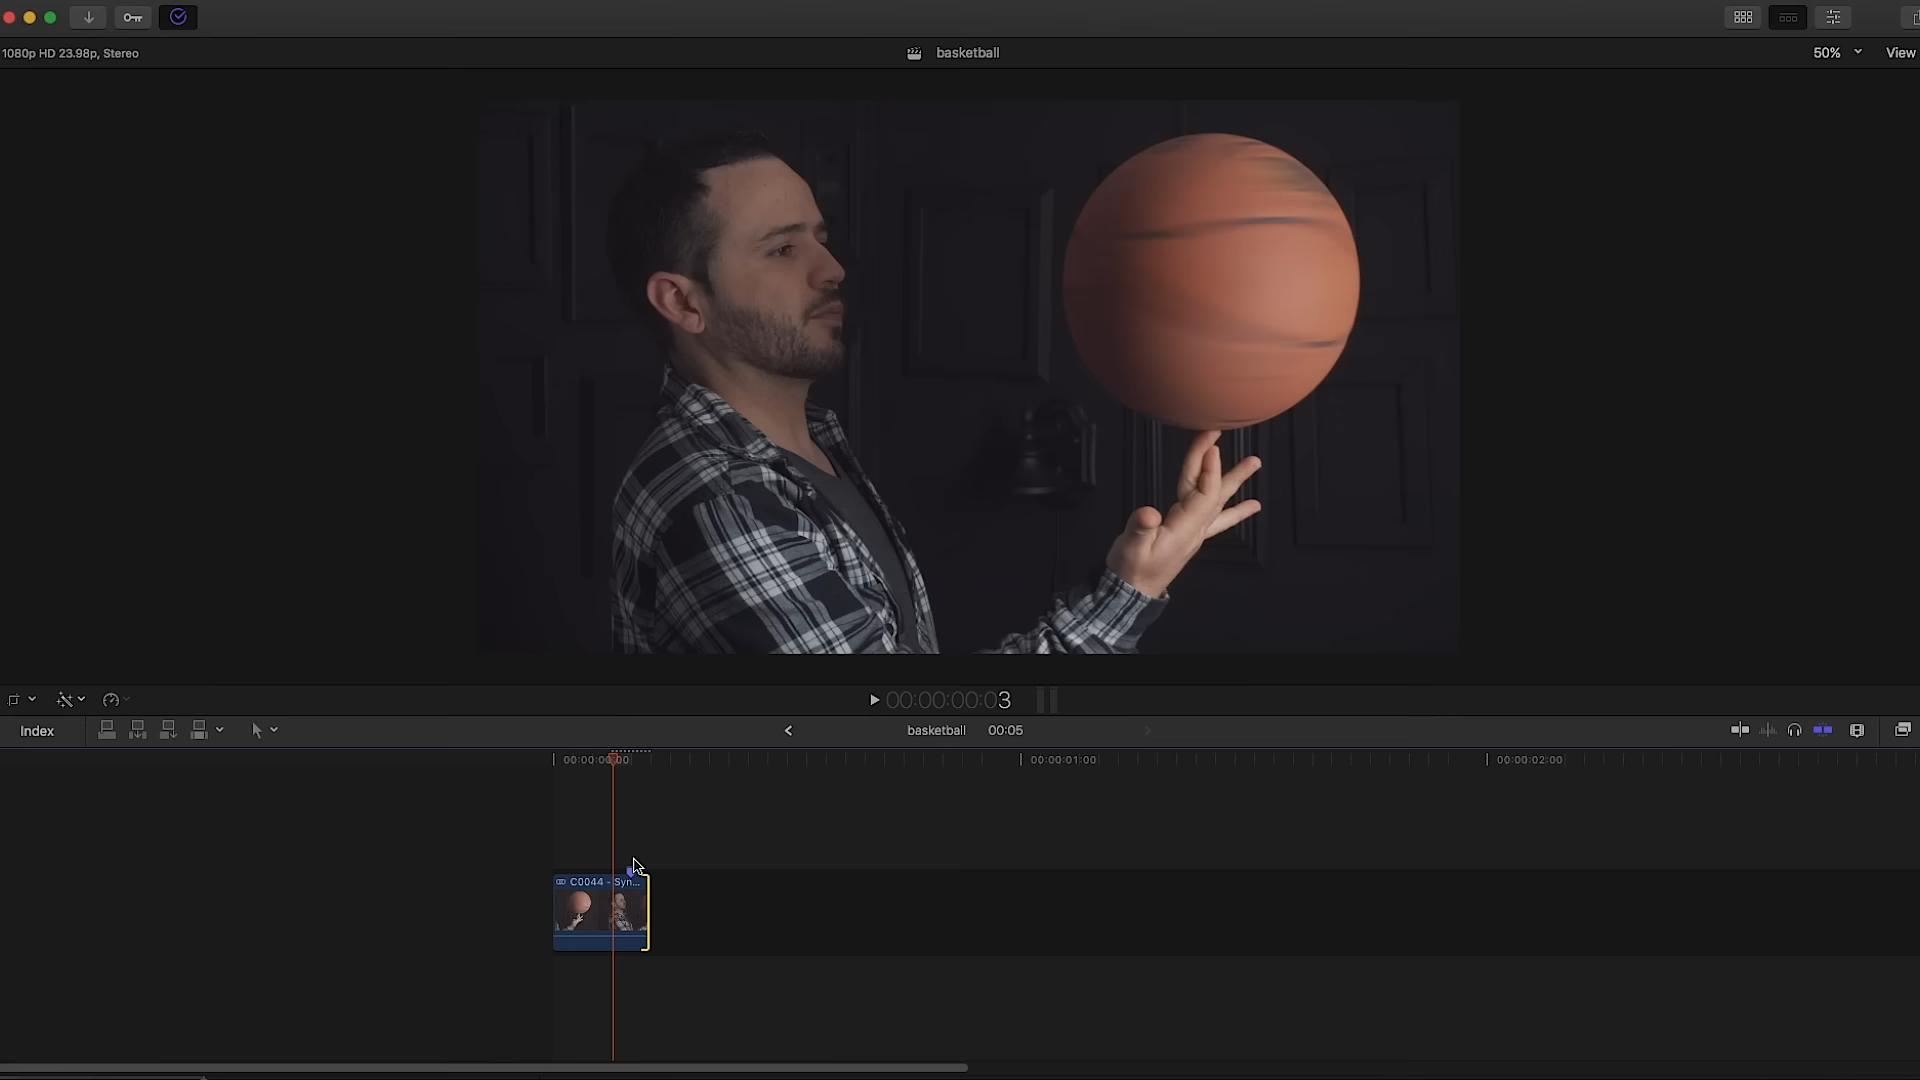 1080p HD 23.98p, Stereo
basketball
50%
View
00:00:00:03
Index
basketball
00:05
00:00:00:00
00:00:01:00
00:00:02:00
C0044 - Syn...